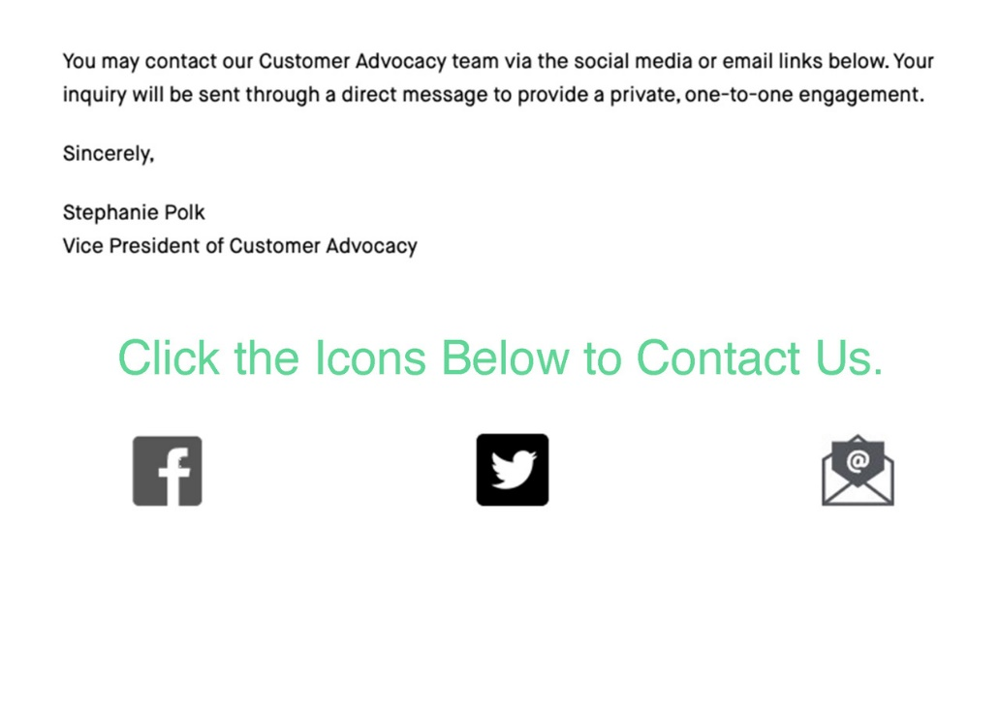 You may contact our Customer Advocacy team via the social media or email links below. Your
inquiry will be sent through a direct message to provide a private, one-to-one engagement.
Sincerely,
Stephanie Polk
Vice President of Customer Advocacy
Click the Icons Below to Contact Us.
f
@